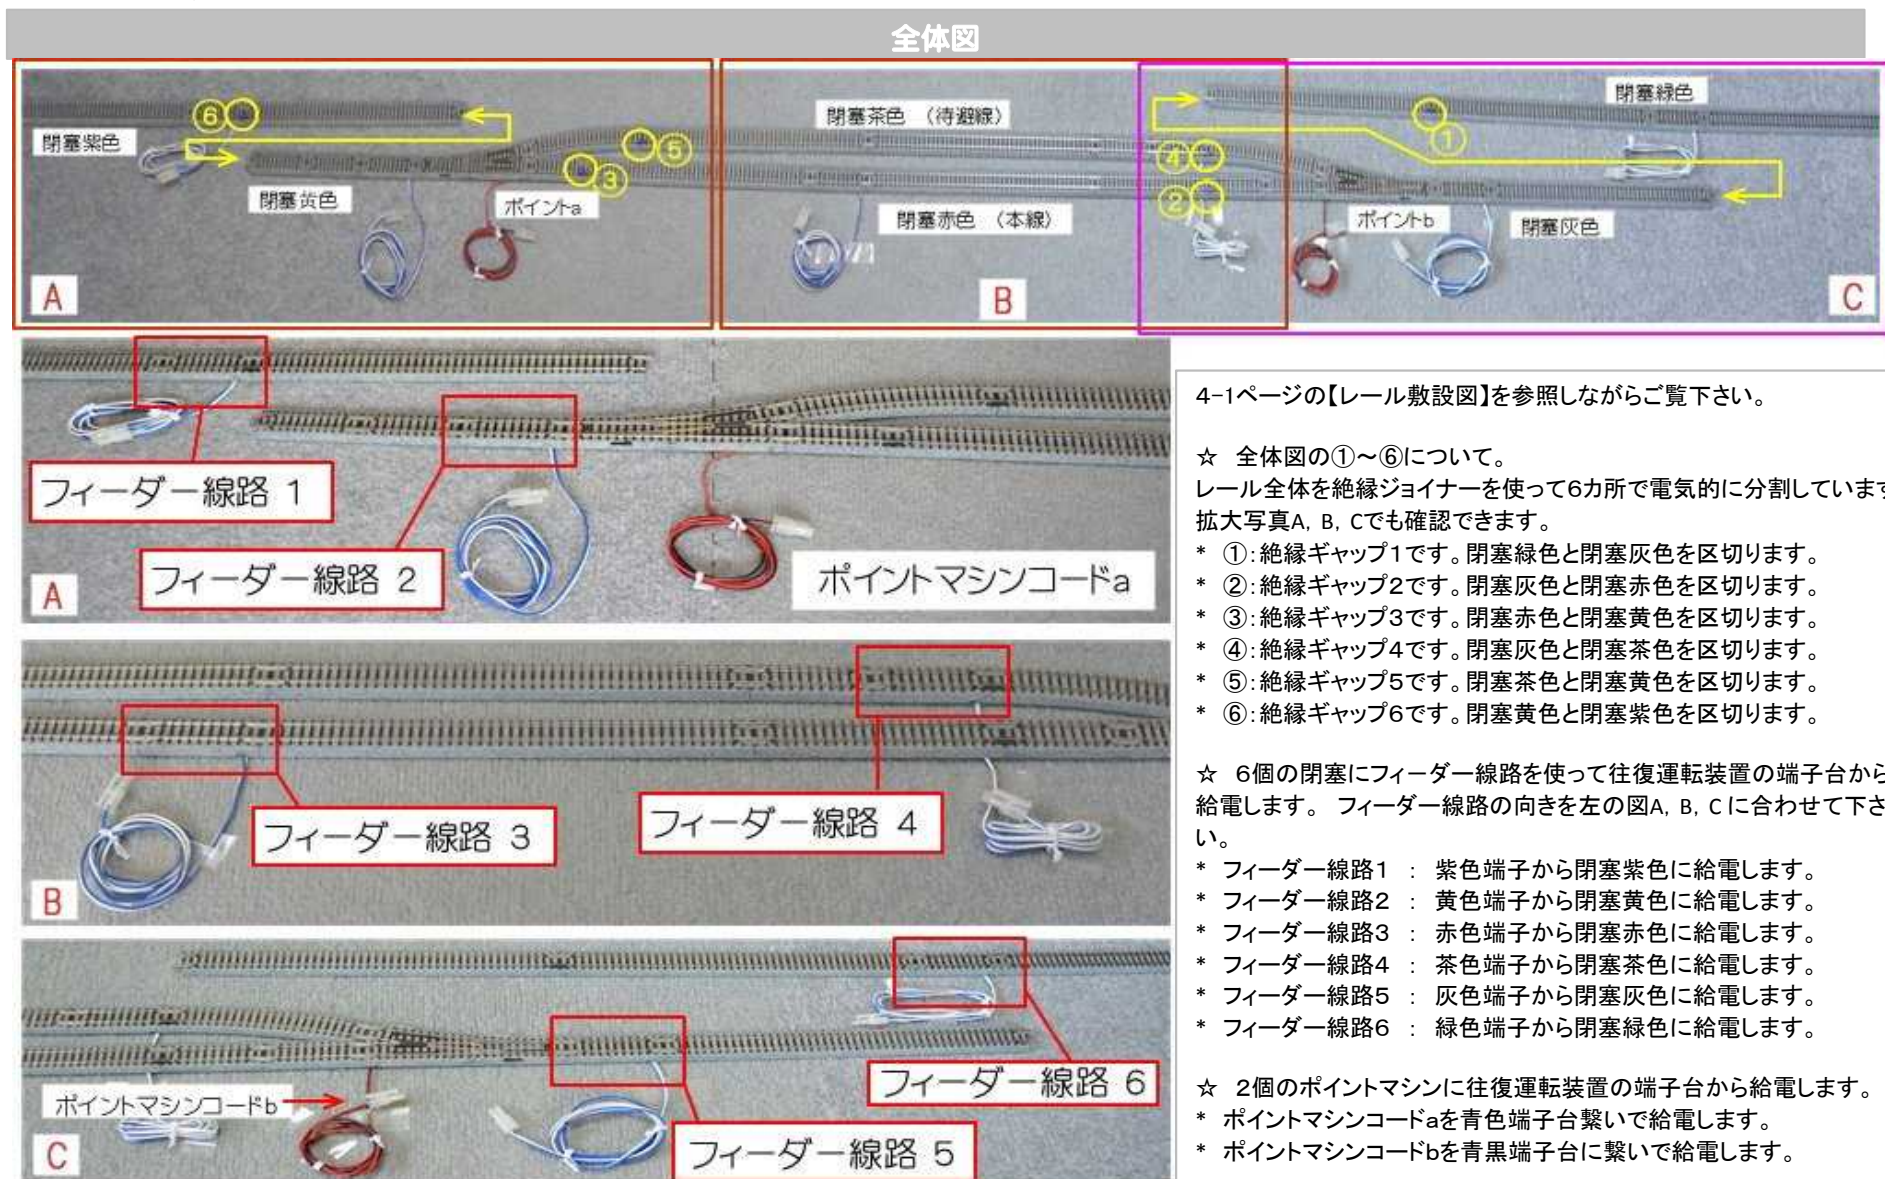 全体図
⑥
閉塞紫色
閉塞黄色
ポイントa
③
⑤
A
閉塞茶色 （待避線）
閉塞赤色 （本線）
B
④
②
閉塞緑色
①
ポイントb
閉塞灰色
C
フィーダー線路 1
フィーダー線路 2
ポイントマシンコードa
A
フィーダー線路 3
フィーダー線路 4
B
フィーダー線路 6
ポイントマシンコードb
フィーダー線路 5
C
4-1ページの【レール敷設図】を参照しながらご覧下さい。
☆ 全体図の①～⑥について。
レール全体を絶縁ジョイナーを使って6カ所で電気的に分割しています
拡大写真A, B, Cでも確認できます。
* ①：絶縁ギャップ1です。閉塞緑色と閉塞灰色を区切ります。
* ②：絶縁ギャップ2です。閉塞灰色と閉塞赤色を区切ります。
* ③：絶縁ギャップ3です。閉塞赤色と閉塞黄色を区切ります。
* ④：絶縁ギャップ4です。閉塞灰色と閉塞茶色を区切ります。
* ⑤：絶縁ギャップ5です。閉塞茶色と閉塞黄色を区切ります。
* ⑥：絶縁ギャップ6です。閉塞黄色と閉塞紫色を区切ります。
☆ 6個の閉塞にフィーダー線路を使って往復運転装置の端子台から
給電します。 フィーダー線路の向きを左の図A, B, C に合わせて下さ
い。
* フィーダー線路1 ： 紫色端子から閉塞紫色に給電します。
* フィーダー線路2 ： 黄色端子から閉塞黄色に給電します。
* フィーダー線路3 ： 赤色端子から閉塞赤色に給電します。
* フィーダー線路4 ： 茶色端子から閉塞茶色に給電します。
* フィーダー線路5 ： 灰色端子から閉塞灰色に給電します。
* フィーダー線路6 ： 緑色端子から閉塞緑色に給電します。
☆ 2個のポイントマシンに往復運転装置の端子台から給電します。
* ポイントマシンコードaを青色端子台繋いで給電します。
* ポイントマシンコードbを青黒端子台に繋いで給電します。